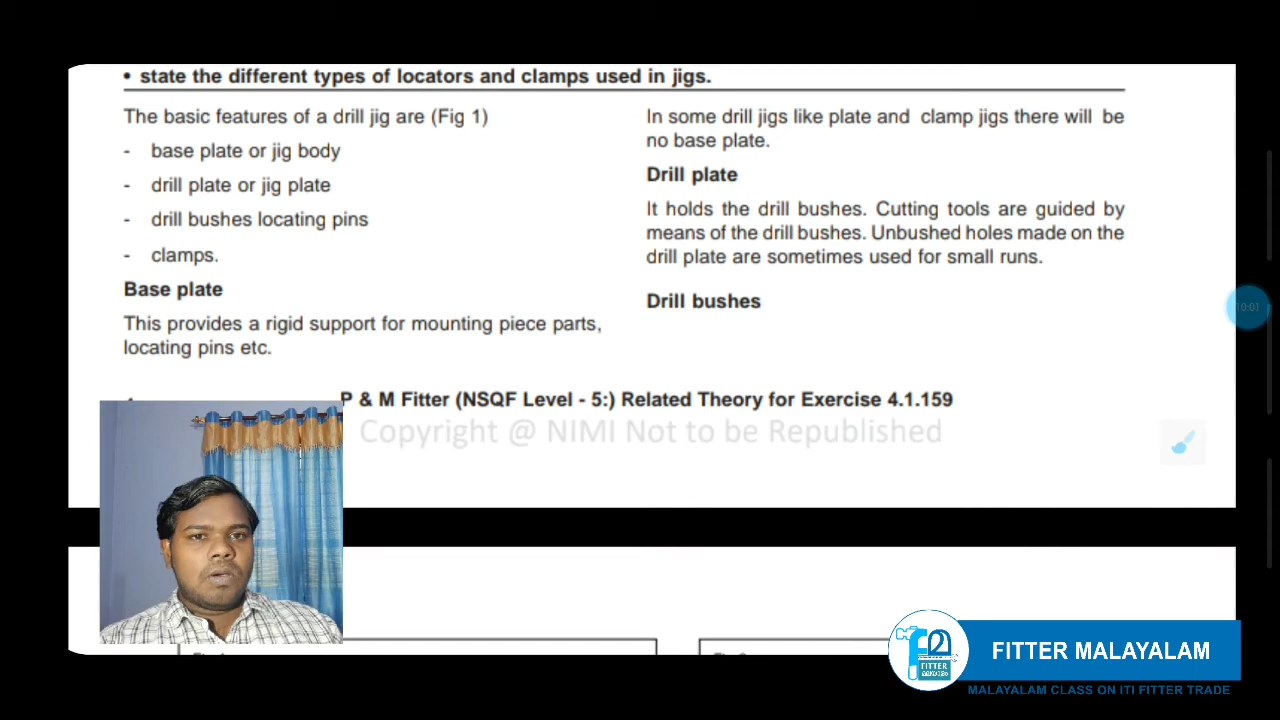 • state the different types of locators and clamps used in jigs.
The basic features of a drill jig are (Fig 1)
- base plate or jig body
- drill plate or jig plate
- drill bushes locating pins
- clamps.
Base plate
This provides a rigid support for mounting piece parts,
locating pins etc.
In some drill jigs like plate and clamp jigs there will be
no base plate.
Drill plate
It holds the drill bushes. Cutting tools are guided by
means of the drill bushes. Unbushed holes made on the
drill plate are sometimes used for small runs.
Drill bushes
10:01
P & M Fitter (NSQF Level - 5:) Related Theory for Exercise 4.1.159
Copyright @ NIMI Not to be Republished
FITTER
FITTER MALAYALAM
MALAYALAM CLASS ON ITI FITTER TRADE